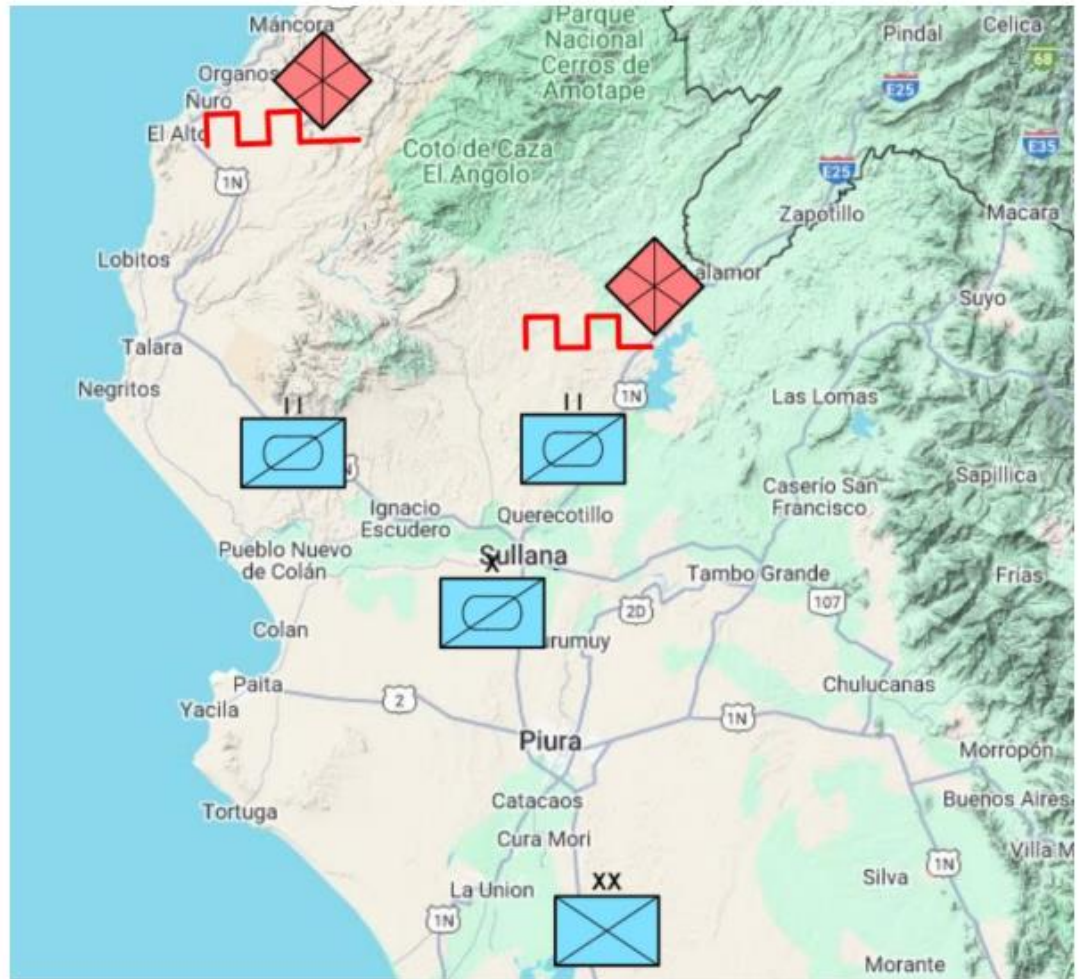 Máncora
Parque
Nacional
Cerros de
Amotape
Pindal
Celica
68
Organos
E25
Ñuro
El Alto
Coto de Caza
El Angolo
E35
1N
E25
Zapotillo
Macara
Lobitos
alamor
Suyo
Talara
Negritos
1N
Las Lomas
II
II
Sapillica
Caserío San
Francisco
Ignacio
Escudero
Querecotillo
Pueblo Nuevo
de Colán
Sullana
X
Tambo Grande
Frias
2D
107
Colan
urumuy
Paita
2
Chulucanas
Yacila
1N
Piura
Morropón
Catacaos
Buenos Aires
Tortuga
Cura Mori
Villa M
XX
1N
La Union
Silva
1N
Morante